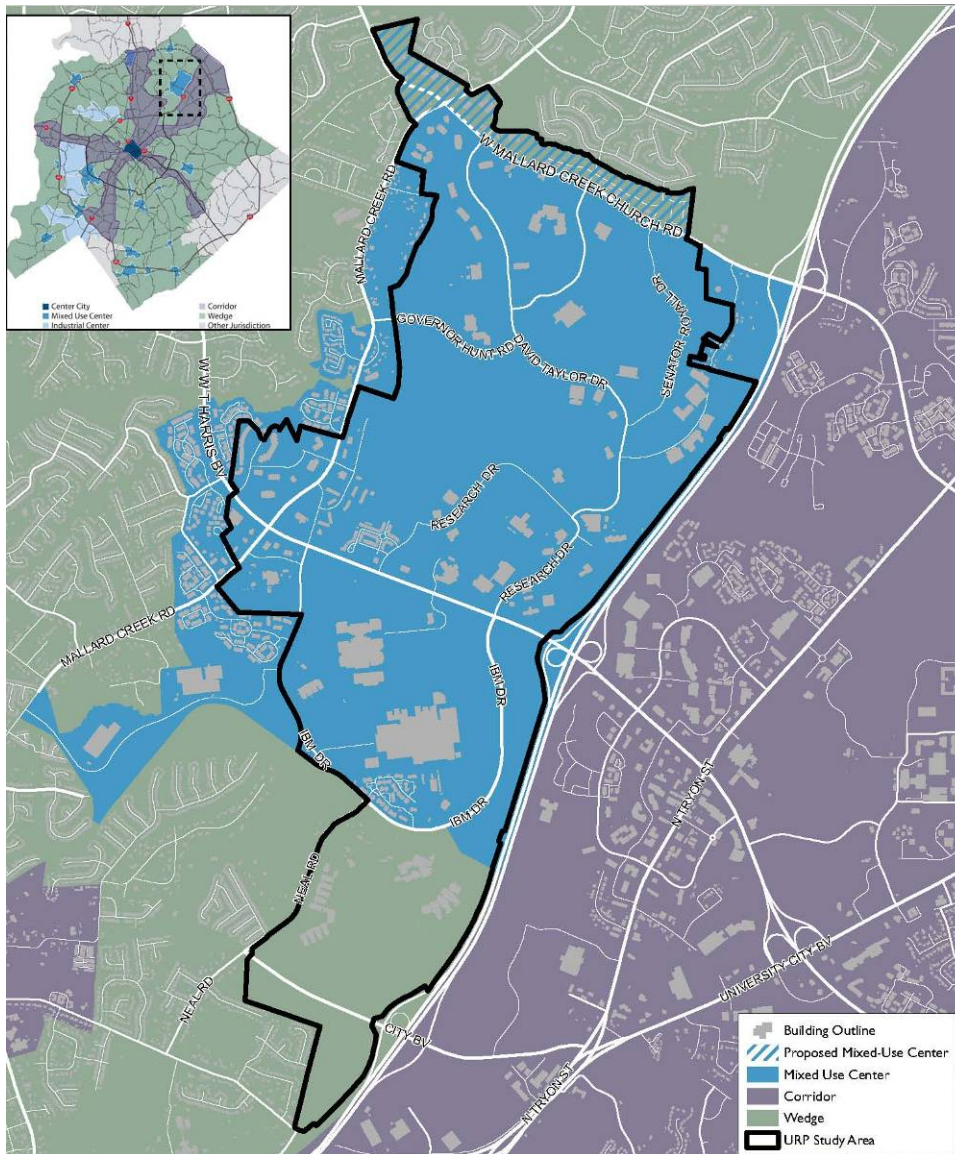 Center City
Mixed Use Center
Industrial Center
Corridor
Wedge
Other Jurisdiction
W MALLARD CREEK CHURCH RD
MALLARD CREEK RD
GOVERNOR HUNT RD
DAVID TAYLOR DR
SENATOR ROYALL DR
W W T HARRIS BV
RESEARCH DR
RESEARCH DR
MALLARD CREEK RD
IBM DR
IBM DR
IBM DR
NEAL RD
N TRYON ST
NEAL RD
CITY BV
UNIVERSITY CITY BV
N TRYON ST
Building Outline
Proposed Mixed-Use Center
Mixed Use Center
Corridor
Wedge
URP Study Area